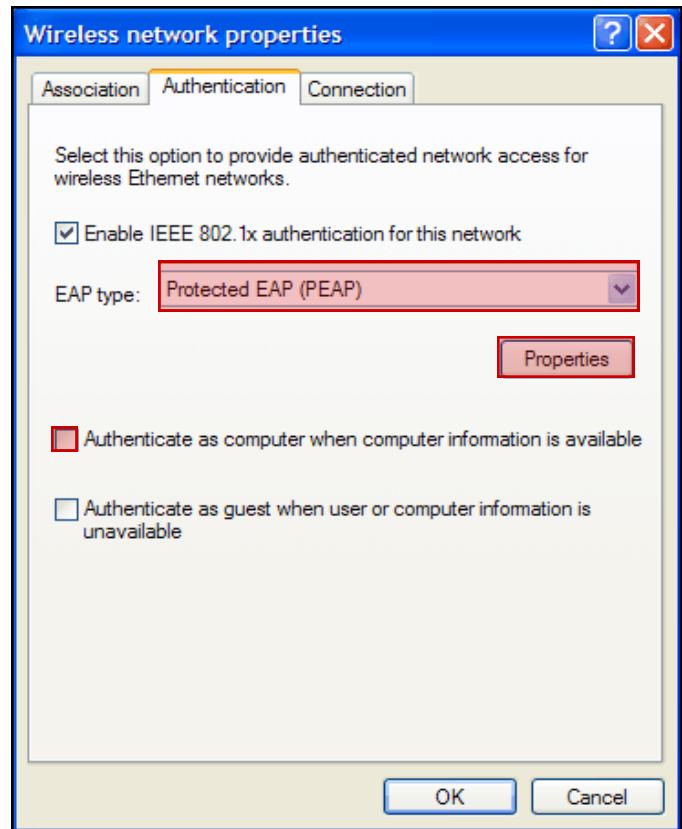 Wireless network properties
?
Association Authentication Connection
Select this option to provide authenticated network access for
wireless Ethernet networks.
Enable IEEE 802.1x authentication for this network
EAP type: Protected EAP (PEAP)
Properties
Authenticate as computer when computer information is available
Authenticate as guest when user or computer information is
unavailable
OK Cancel